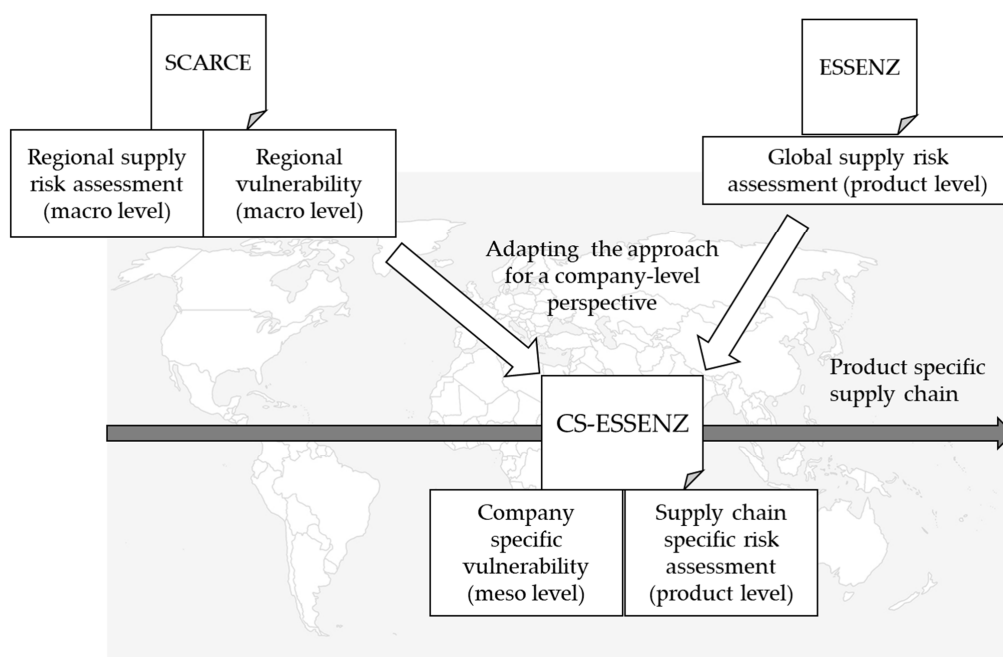 SCARCE
Regional supply
risk assessment
(macro level)
Regional
vulnerability
(macro level)
ESSENZ
Global supply risk
assessment (product level)
Adapting the approach
for a company-level
perspective
Product specific
supply chain
CS-ESSENZ
Company
specific
vulnerability
(meso level)
Supply chain
specific risk
assessment
(product level)